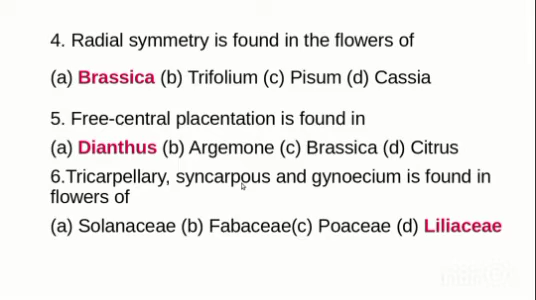 4. Radial symmetry is found in the flowers of
(a) Brassica (b) Trifolium (c) Pisum (d) Cassia
5. Free-central placentation is found in
(a) Dianthus (b) Argemone (c) Brassica (d) Citrus
6.Tricarpellary, syncarpous and gynoecium is found in
flowers of
(a) Solanaceae (b) Fabaceae(c) Poaceae (d) Liliaceae